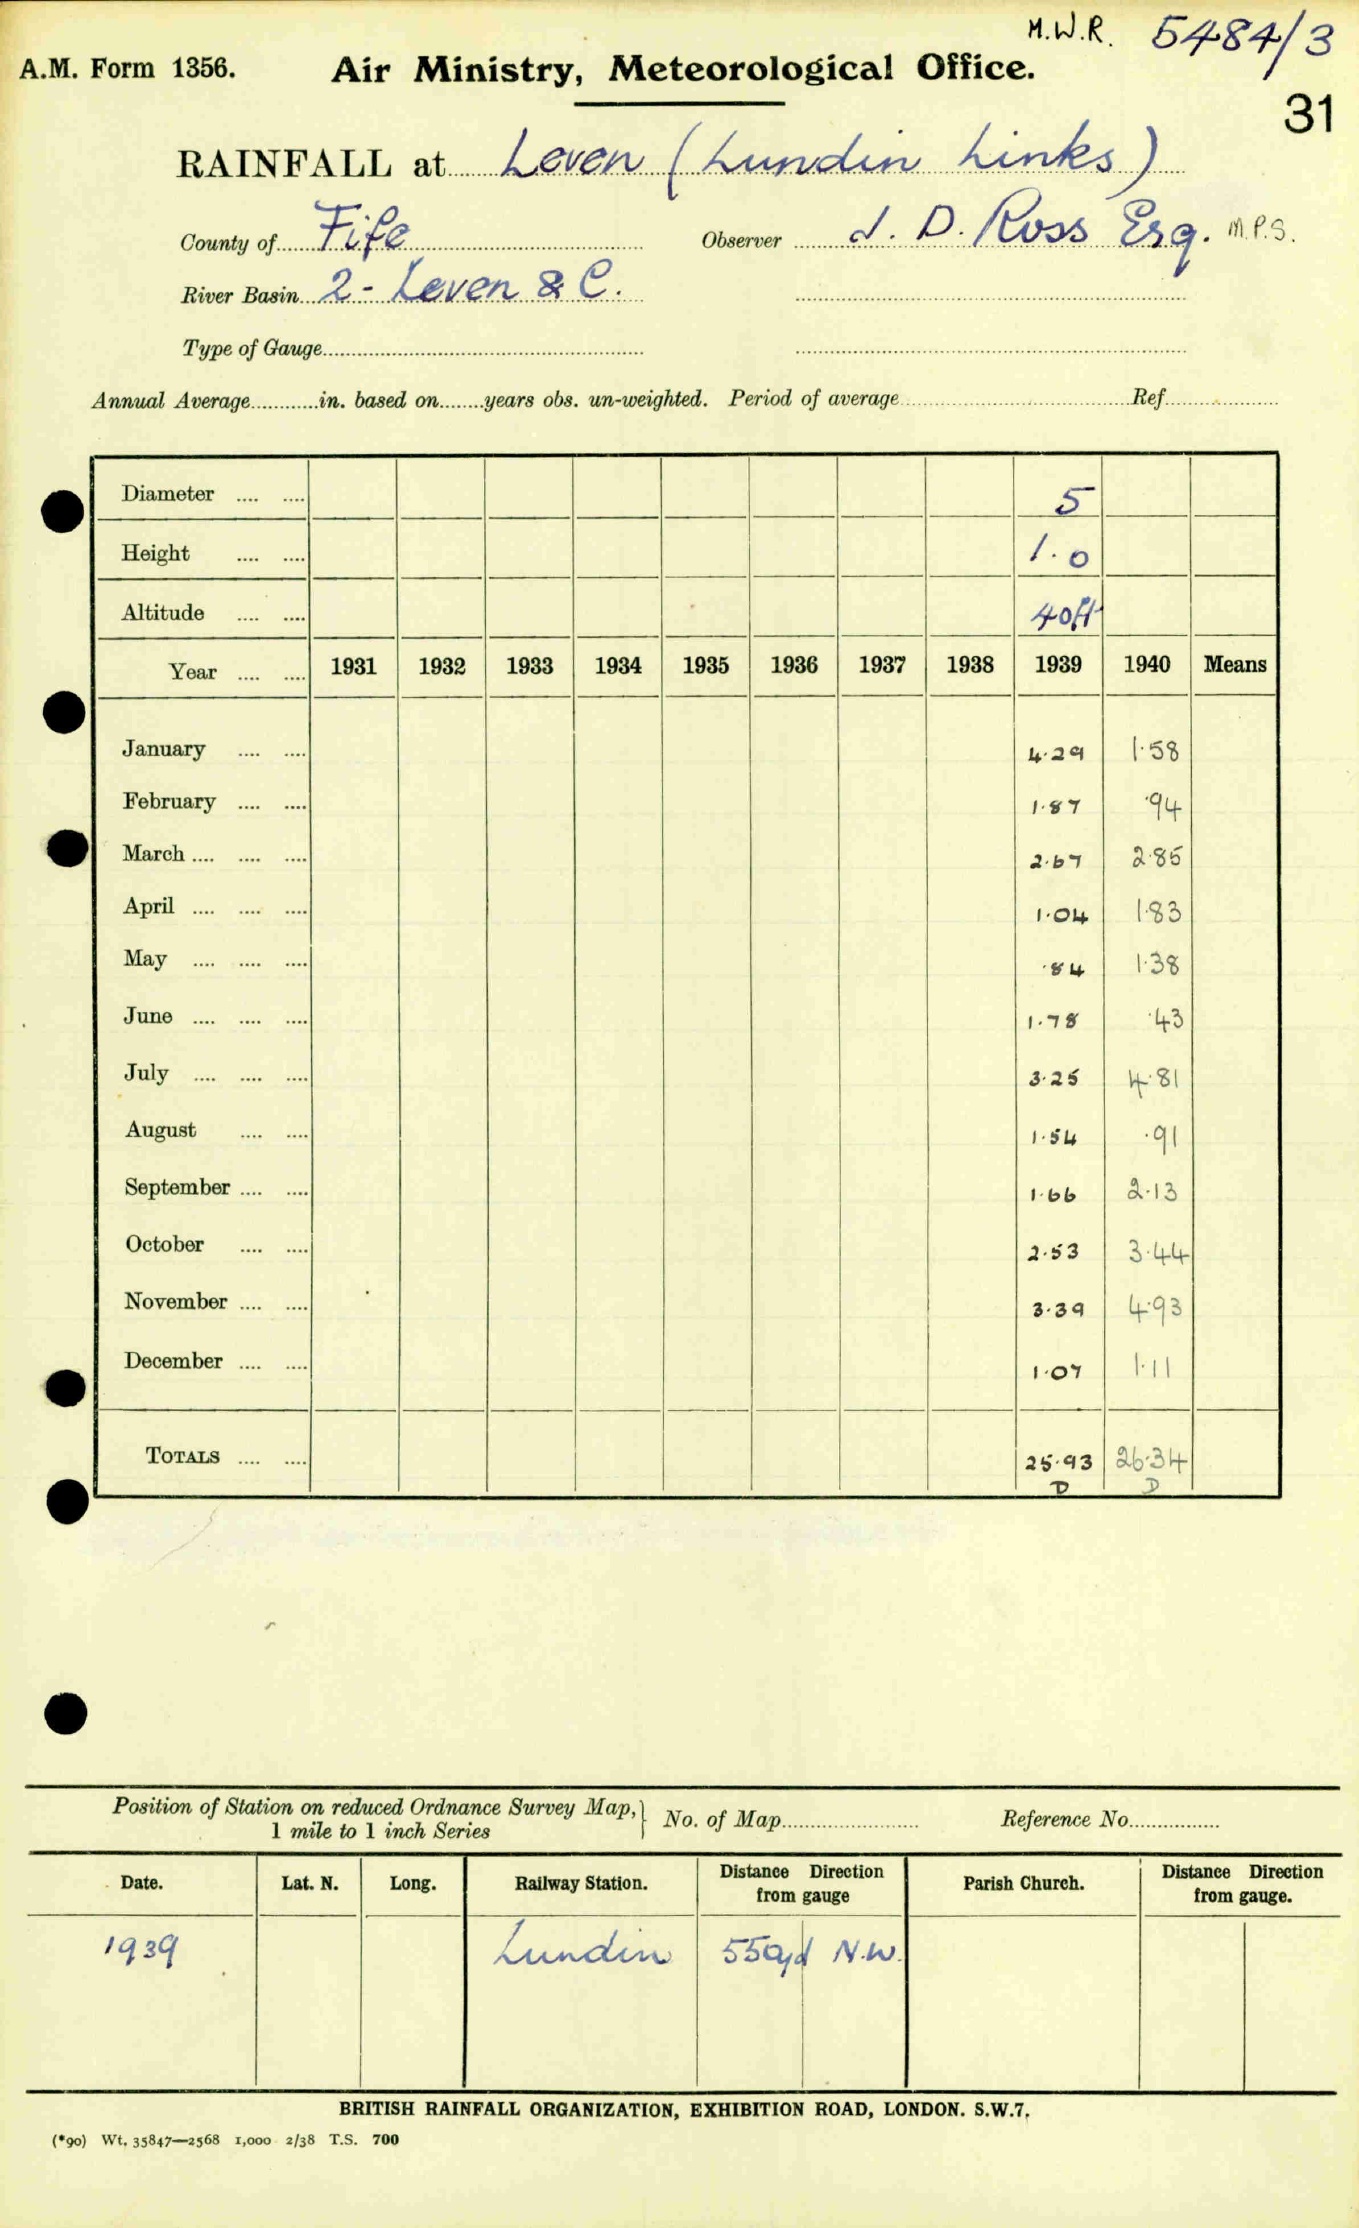 M.W.R. 5484/3
A.M. Form 1356. Air Ministry, Meteorological Office.
31
RAINFALL at Leven (Lundin Links)
County of Fife Observer J. D. Ross Esq. M.P.S.
River Basin 2 - Leven & C.
Type of Gauge
Annual Average in. based on years obs. un-weighted. Period of average Ref
Diameter .... .... 5
Height .... .... 1.0
Altitude .... .... 40ft
Year .... .... 1931 1932 1933 1934 1935 1936 1937 1938 1939 1940 Means
January .... .... 4.29 1.58
February .... .... 1.87 .94
March .... .... .... 2.67 2.85
April .... .... .... 1.04 1.83
May .... .... .... .84 1.38
June .... .... .... 1.78 .43
July .... .... .... 3.25 4.81
August .... .... 1.54 .91
September .... .... 1.66 2.13
October .... .... 2.53 3.44
November .... .... 3.39 4.93
December .... .... 1.07 1.11
TOTALS .... .... 25.93 26.34
D D
Position of Station on reduced Ordnance Survey Map, } No. of Map Reference No.
1 mile to 1 inch Series
Date. Lat. N. Long. Railway Station. Distance Direction from gauge Parish Church. Distance Direction from gauge.
1939 Lundin 550yd N.W.
BRITISH RAINFALL ORGANIZATION, EXHIBITION ROAD, LONDON. S.W.7.
(*90) Wt. 35847—2568 1,000 2/38 T.S. 700